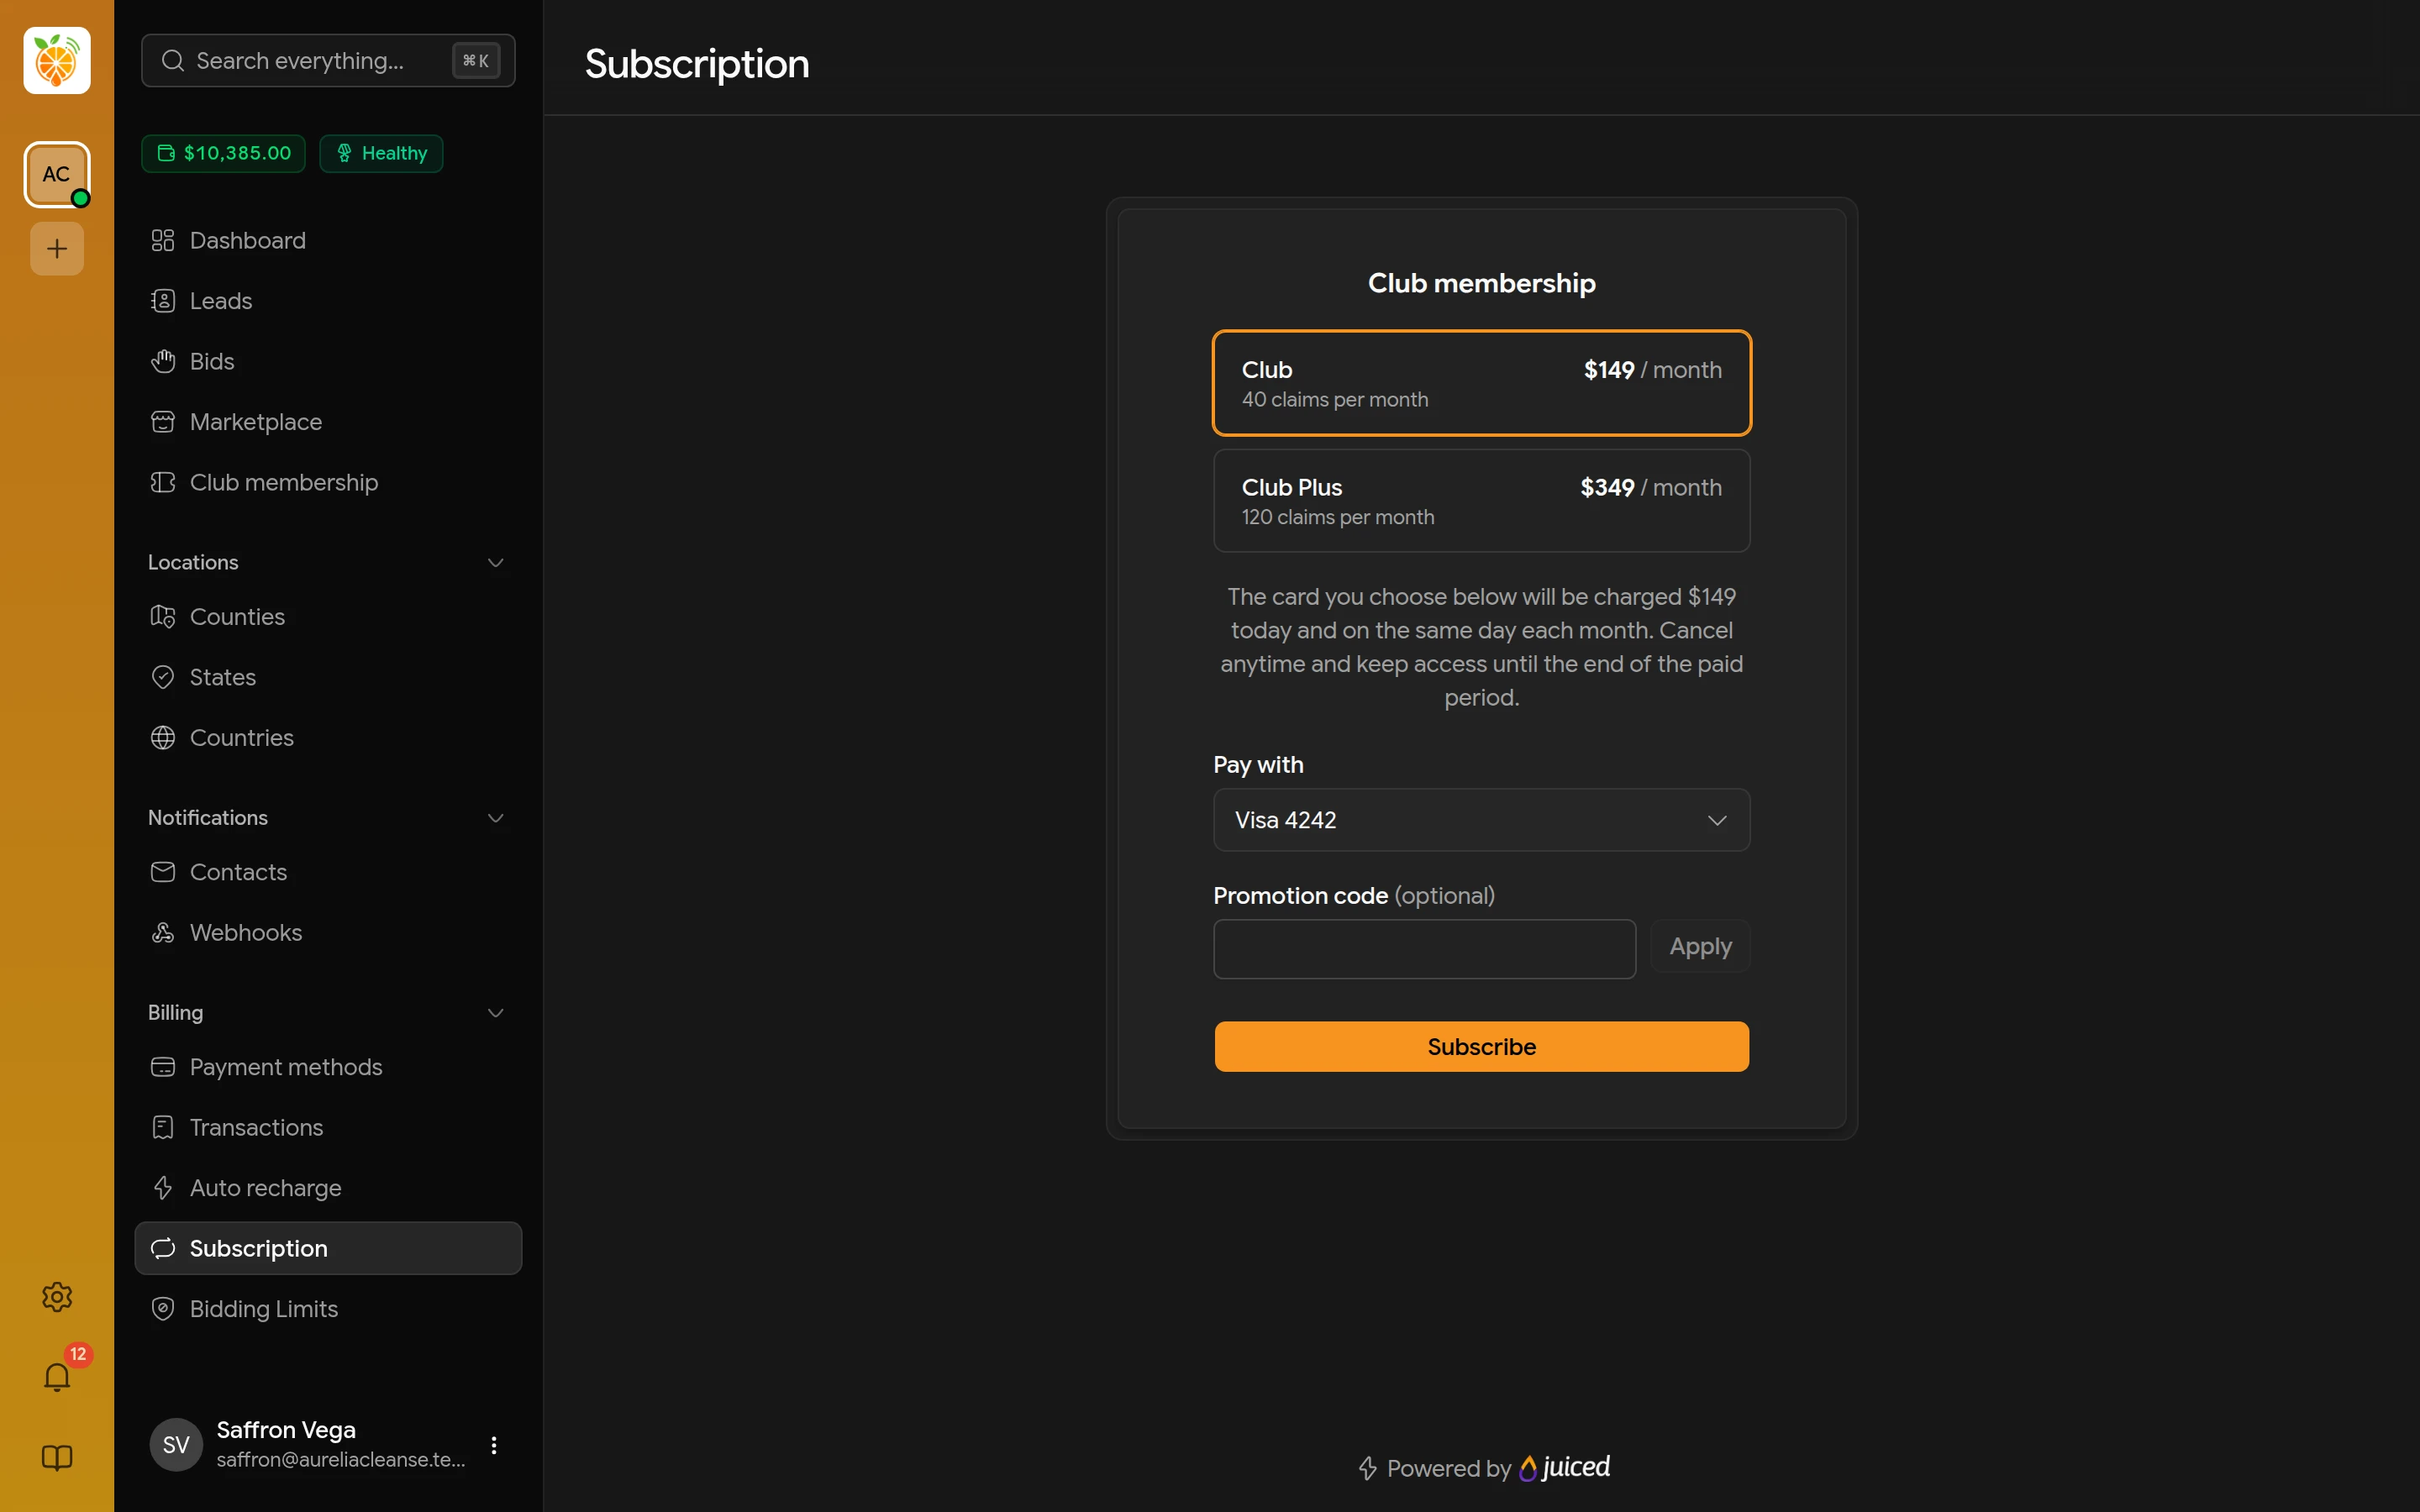 Search everything...
⌘K
AC
$10,385.00
Healthy
Dashboard
Leads
Bids
Marketplace
Club membership
Locations
Counties
States
Countries
Notifications
Contacts
Webhooks
Billing
Payment methods
Transactions
Auto recharge
Subscription
Bidding Limits
12
SV
Saffron Vega
saffron@aureliacleanse.te...
Subscription
Club membership
Club
$149 / month
40 claims per month
Club Plus
$349 / month
120 claims per month
The card you choose below will be charged $149
today and on the same day each month. Cancel
anytime and keep access until the end of the paid
period.
Pay with
Visa 4242
Promotion code (optional)
Apply
Subscribe
Powered by juiced